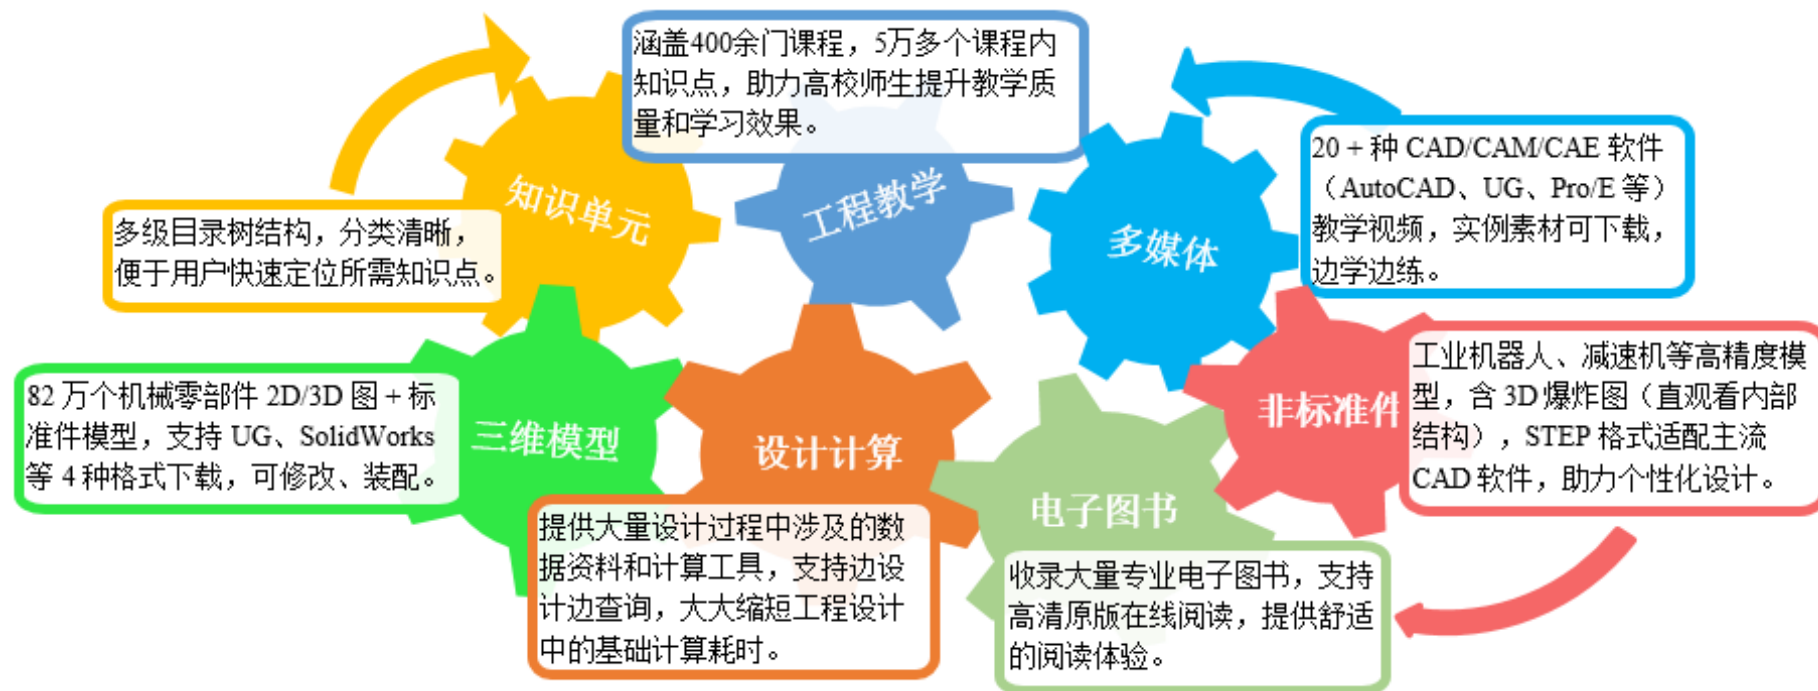 涵盖400余门课程，5万多个课程内
知识点，助力高校师生提升教学质
量和学习效果。
知识单元
工程教学
多媒体
20 + 种 CAD/CAM/CAE 软件
（AutoCAD、UG、Pro/E 等）
教学视频，实例素材可下载，
边学边练。
多级目录树结构，分类清晰，
便于用户快速定位所需知识点。
82 万个机械零部件 2D/3D 图 + 标
准件模型，支持 UG、SolidWorks
等 4 种格式下载，可修改、装配。
三维模型
设计计算
非标准件
工业机器人、减速机等高精度模
型，含 3D 爆炸图（直观看内部
结构），STEP 格式适配主流
CAD 软件，助力个性化设计。
电子图书
提供大量设计过程中涉及的数
据资料和计算工具，支持边设
计边查询，大大缩短工程设计
中的基础计算耗时。
收录大量专业电子图书，支持
高清原版在线阅读，提供舒适
的阅读体验。